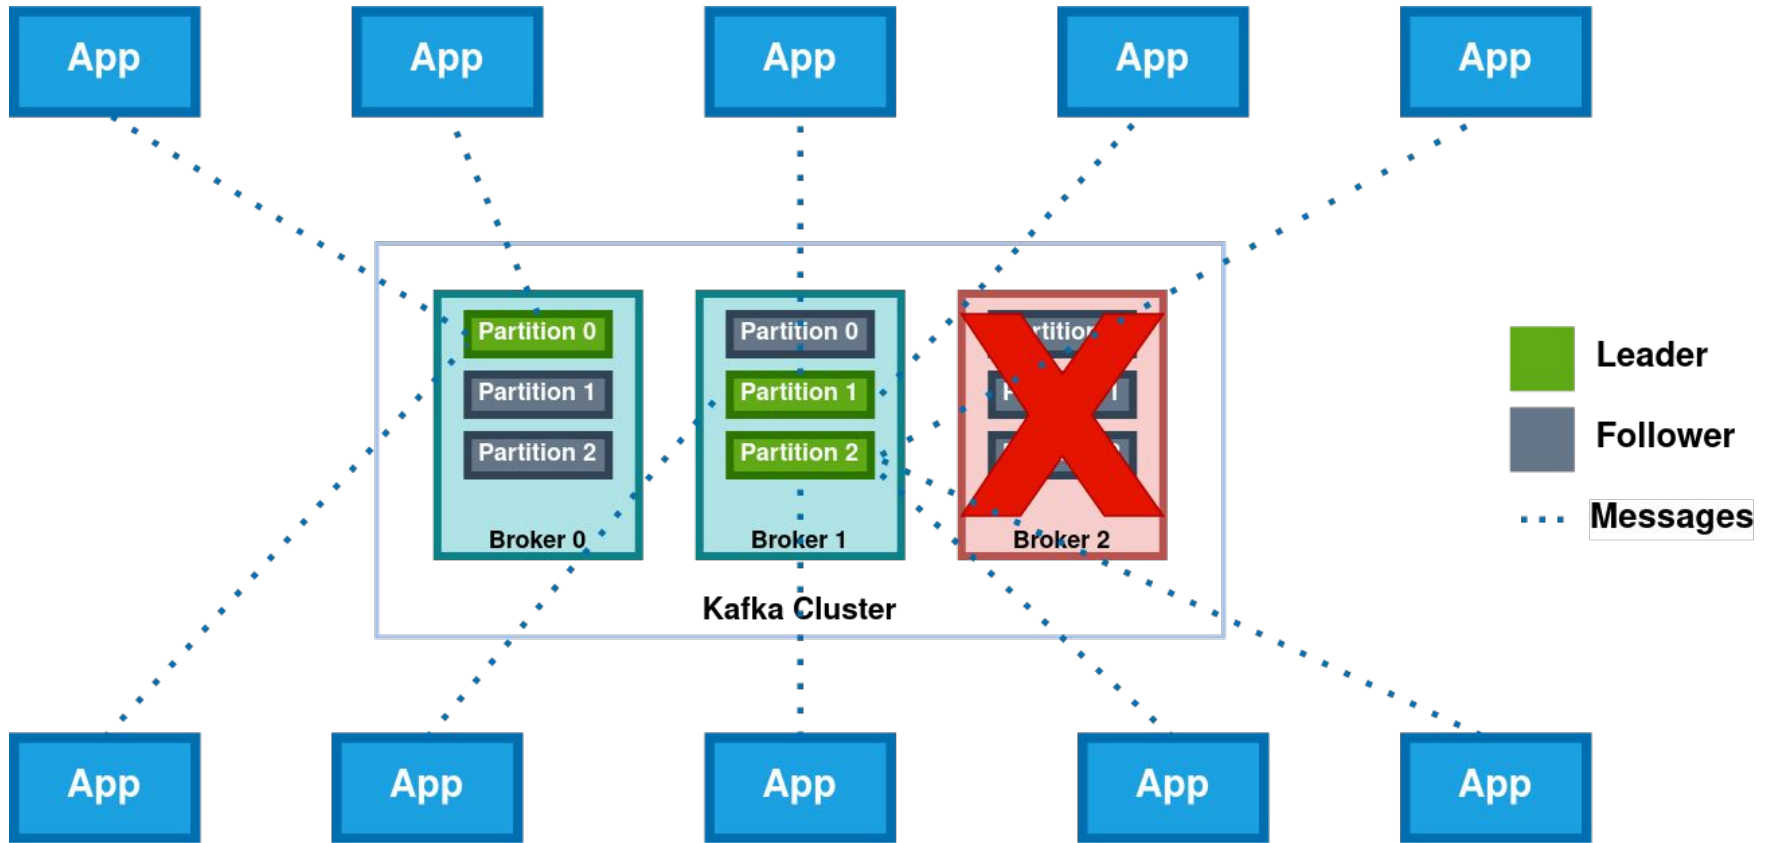 App
App
App
App
App
Partition 0
Partition 1
Partition 2
Broker 0
Partition 0
Partition 1
Partition 2
Broker 1
Broker 2
Kafka Cluster
Leader
Follower
Messages
App
App
App
App
App